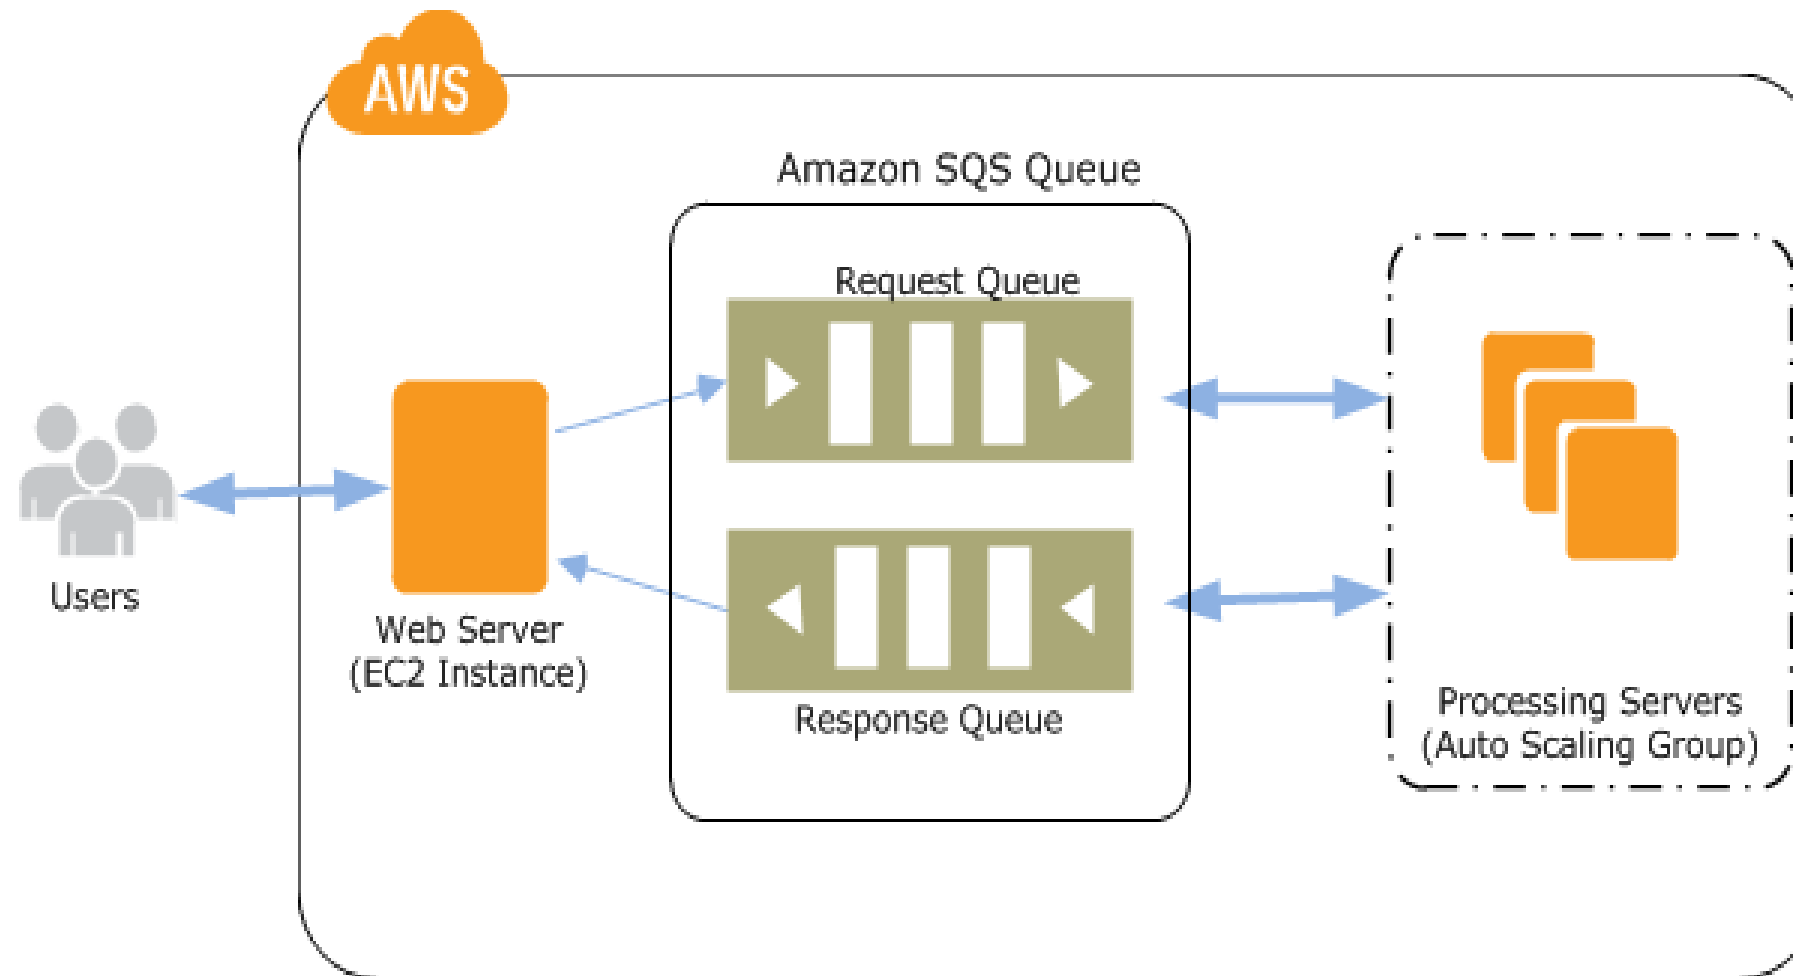 AWS
Amazon SQS Queue
Request Queue
Users
Web Server
(EC2 Instance)
Response Queue
Processing Servers
(Auto Scaling Group)